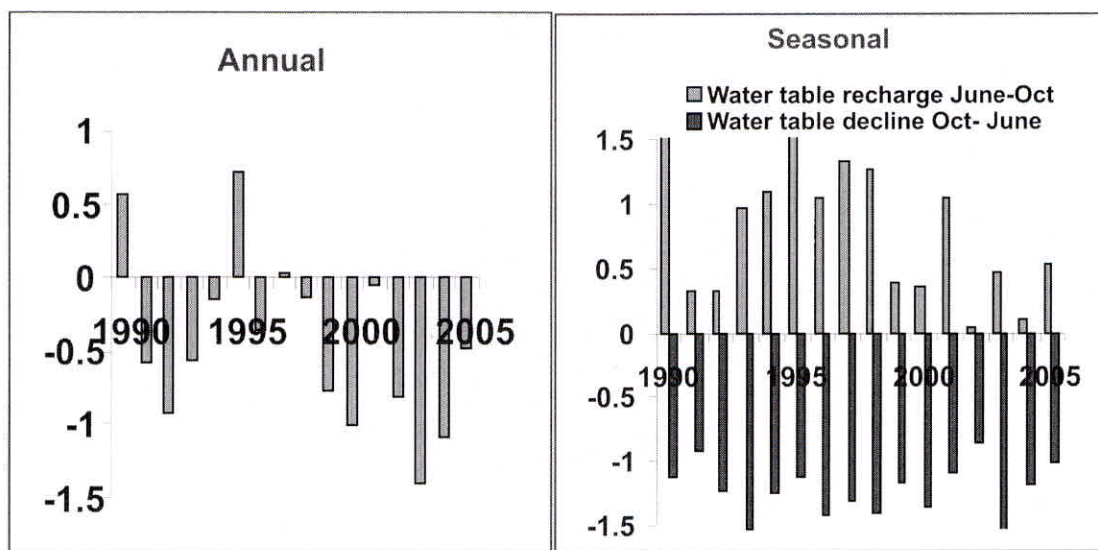 Annual
1
0.5
0
1990 1995 2000 2005
-0.5
-1
-1.5
Seasonal
Water table recharge June-Oct
Water table decline Oct- June
1.5
1
0.5
0
1990 1995 2000 2005
-0.5
-1
-1.5